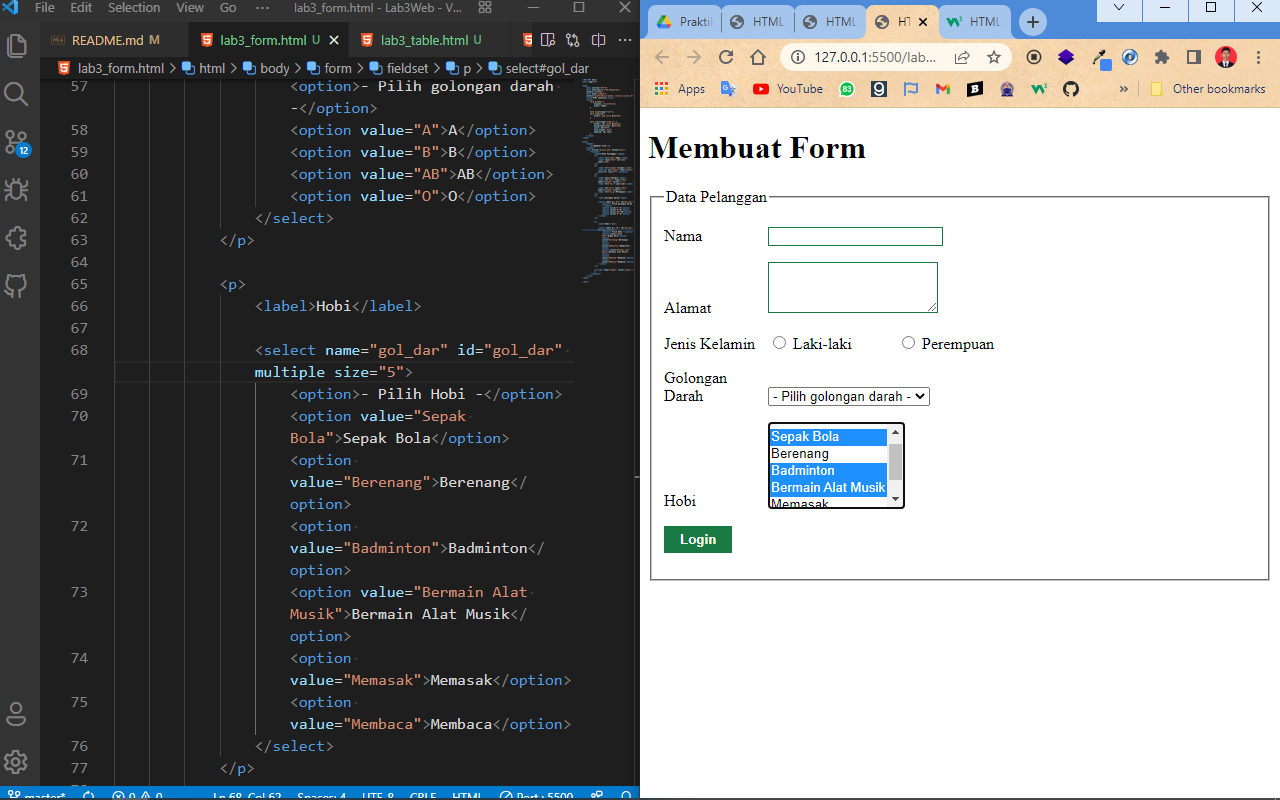 File Edit Selection View Go ··· lab3_form.html - Lab3Web - V...
README.md M lab3_form.html U lab3_table.html U
lab3_form.html > html > body > form > fieldset > p > select#gol_dar
57 <option>- Pilih golongan darah
-</option>
58 <option value="A">A</option>
59 <option value="B">B</option>
60 <option value="AB">AB</option>
61 <option value="O">O</option>
62 </select>
63 </p>
64
65 <p>
66 <label>Hobi</label>
67
68 <select name="gol_dar" id="gol_dar"
multiple size="5">
69 <option>- Pilih Hobi -</option>
70 <option value="Sepak
Bola">Sepak Bola</option>
71 <option
value="Berenang">Berenang</
option>
72 <option
value="Badminton">Badminton</
option>
73 <option value="Bermain Alat
Musik">Bermain Alat Musik</
option>
74 <option
value="Memasak">Memasak</option>
75 <option
value="Membaca">Membaca</option>
76 </select>
77 </p>
12
master* 0 0 Ln 68, Col 62 Spaces: 4 UTF-8 CRLF HTML Port : 5500
Prakti HTML HTML HT HTML
127.0.0.1:5500/lab...
Apps YouTube 83 » Other bookmarks
Membuat Form
Data Pelanggan
Nama
Alamat
Jenis Kelamin Laki-laki Perempuan
Golongan
Darah - Pilih golongan darah -
Sepak Bola
Berenang
Badminton
Bermain Alat Musik
Memasak
Hobi
Login